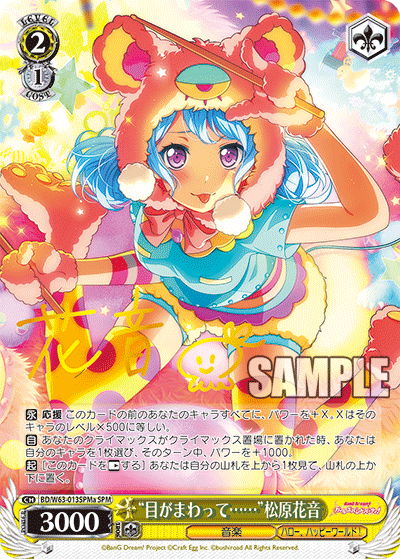 2
LEVEL
1
COST
花音
SAMPLE
永 応援 このカードの前のあなたのキャラすべてに、パワーを＋X。Xはそのキャラのレベル×500に等しい。
自 あなたのクライマックスがクライマックス置場に置かれた時、あなたは自分のキャラを1枚選び、そのターン中、パワーを＋1000。
起 ［このカードをレストする］ あなたは自分の山札を上から1枚見て、山札の上か下に置く。
CH BD/W63-013SPMa SPM
3000
“目がまわって……”松原花音
音楽
ハロー、ハッピーワールド！
©BanG Dream! Project ©Craft Egg Inc. ©bushiroad All Rights Reserved.